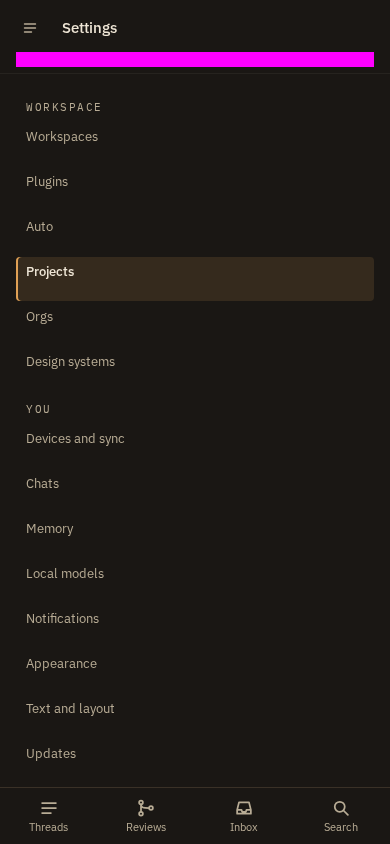 Settings
WORKSPACE
Workspaces
Plugins
Auto
Projects
Orgs
Design systems
YOU
Devices and sync
Chats
Memory
Local models
Notifications
Appearance
Text and layout
Updates
Threads Reviews Inbox Search